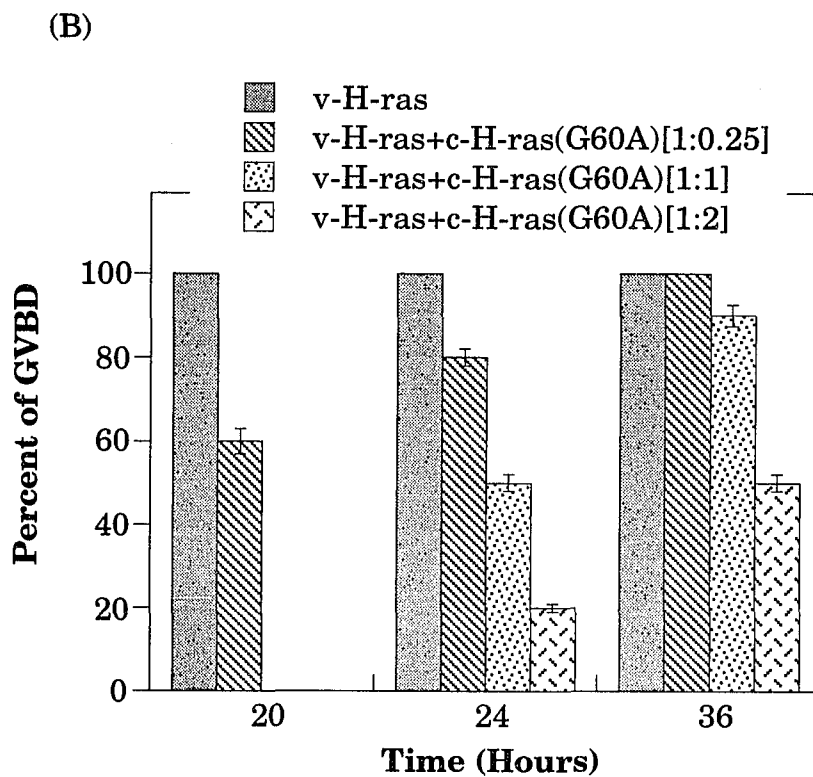 (B)
v-H-ras
v-H-ras+c-H-ras(G60A)[1:0.25]
v-H-ras+c-H-ras(G60A)[1:1]
v-H-ras+c-H-ras(G60A)[1:2]
Percent of GVBD
100
80
60
40
20
0
20 24 36
Time (Hours)